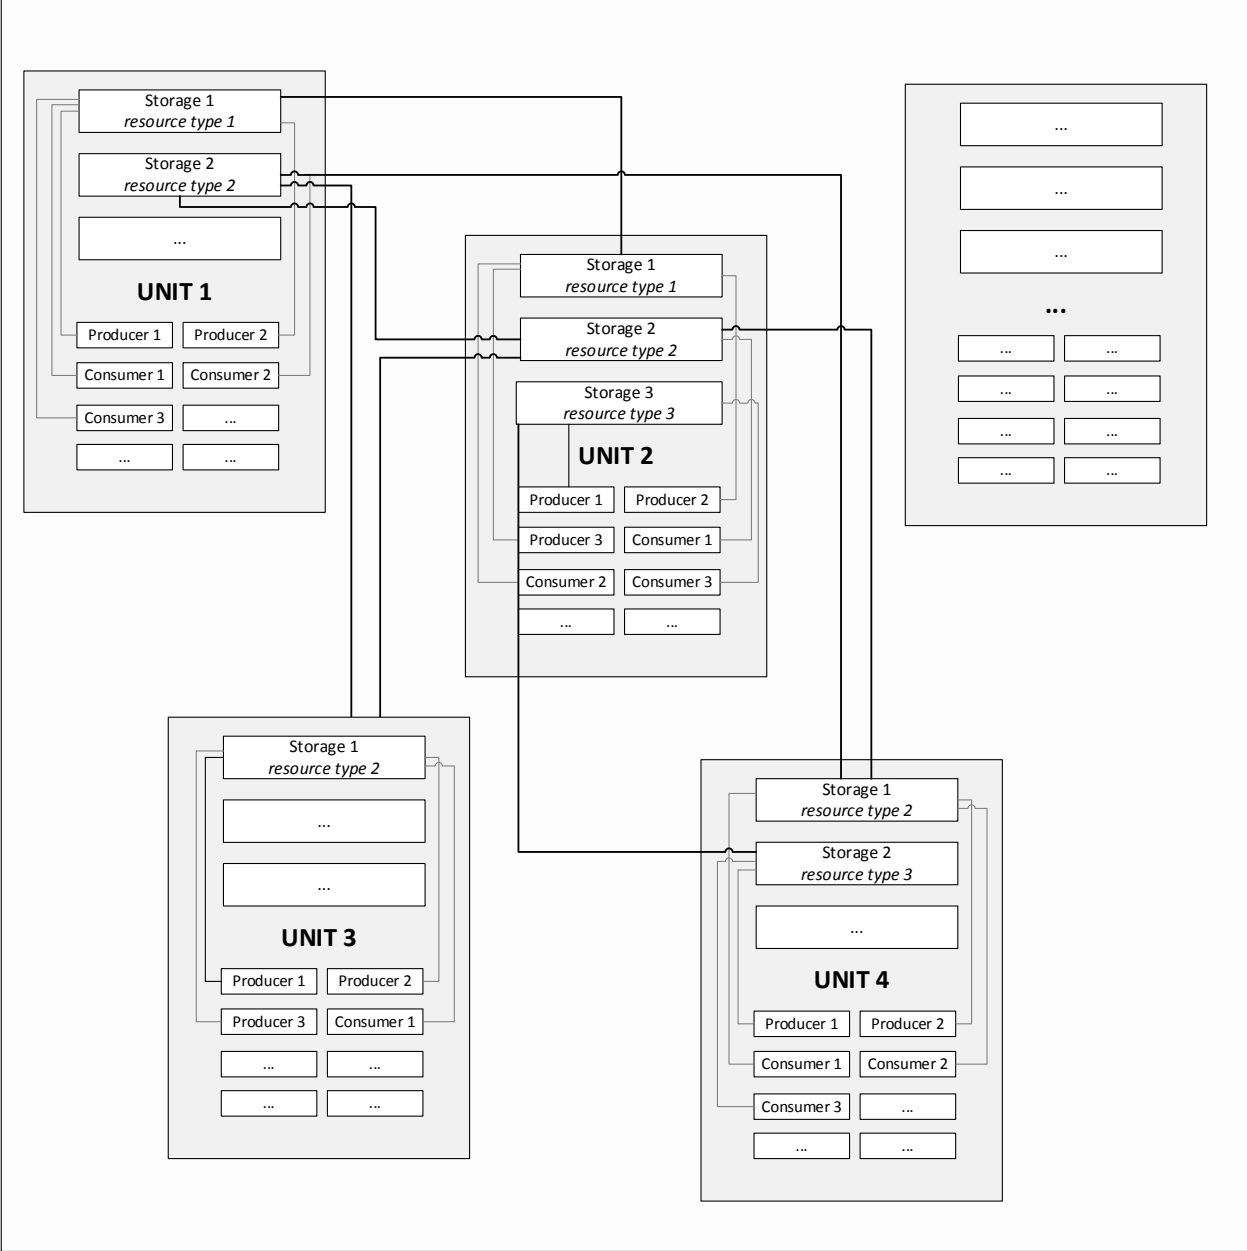 Storage 1
resource type 1
Storage 2
resource type 2
...
UNIT 1
Producer 1
Producer 2
Consumer 1
Consumer 2
Consumer 3
...
...
...
Storage 1
resource type 1
Storage 2
resource type 2
Storage 3
resource type 3
UNIT 2
Producer 1
Producer 2
Producer 3
Consumer 1
Consumer 2
Consumer 3
...
...
...
...
...
...
...
...
...
...
...
...
...
...
Storage 1
resource type 2
...
...
UNIT 3
Producer 1
Producer 2
Producer 3
Consumer 1
...
...
...
...
Storage 1
resource type 2
Storage 2
resource type 3
...
UNIT 4
Producer 1
Producer 2
Consumer 1
Consumer 2
Consumer 3
...
...
...